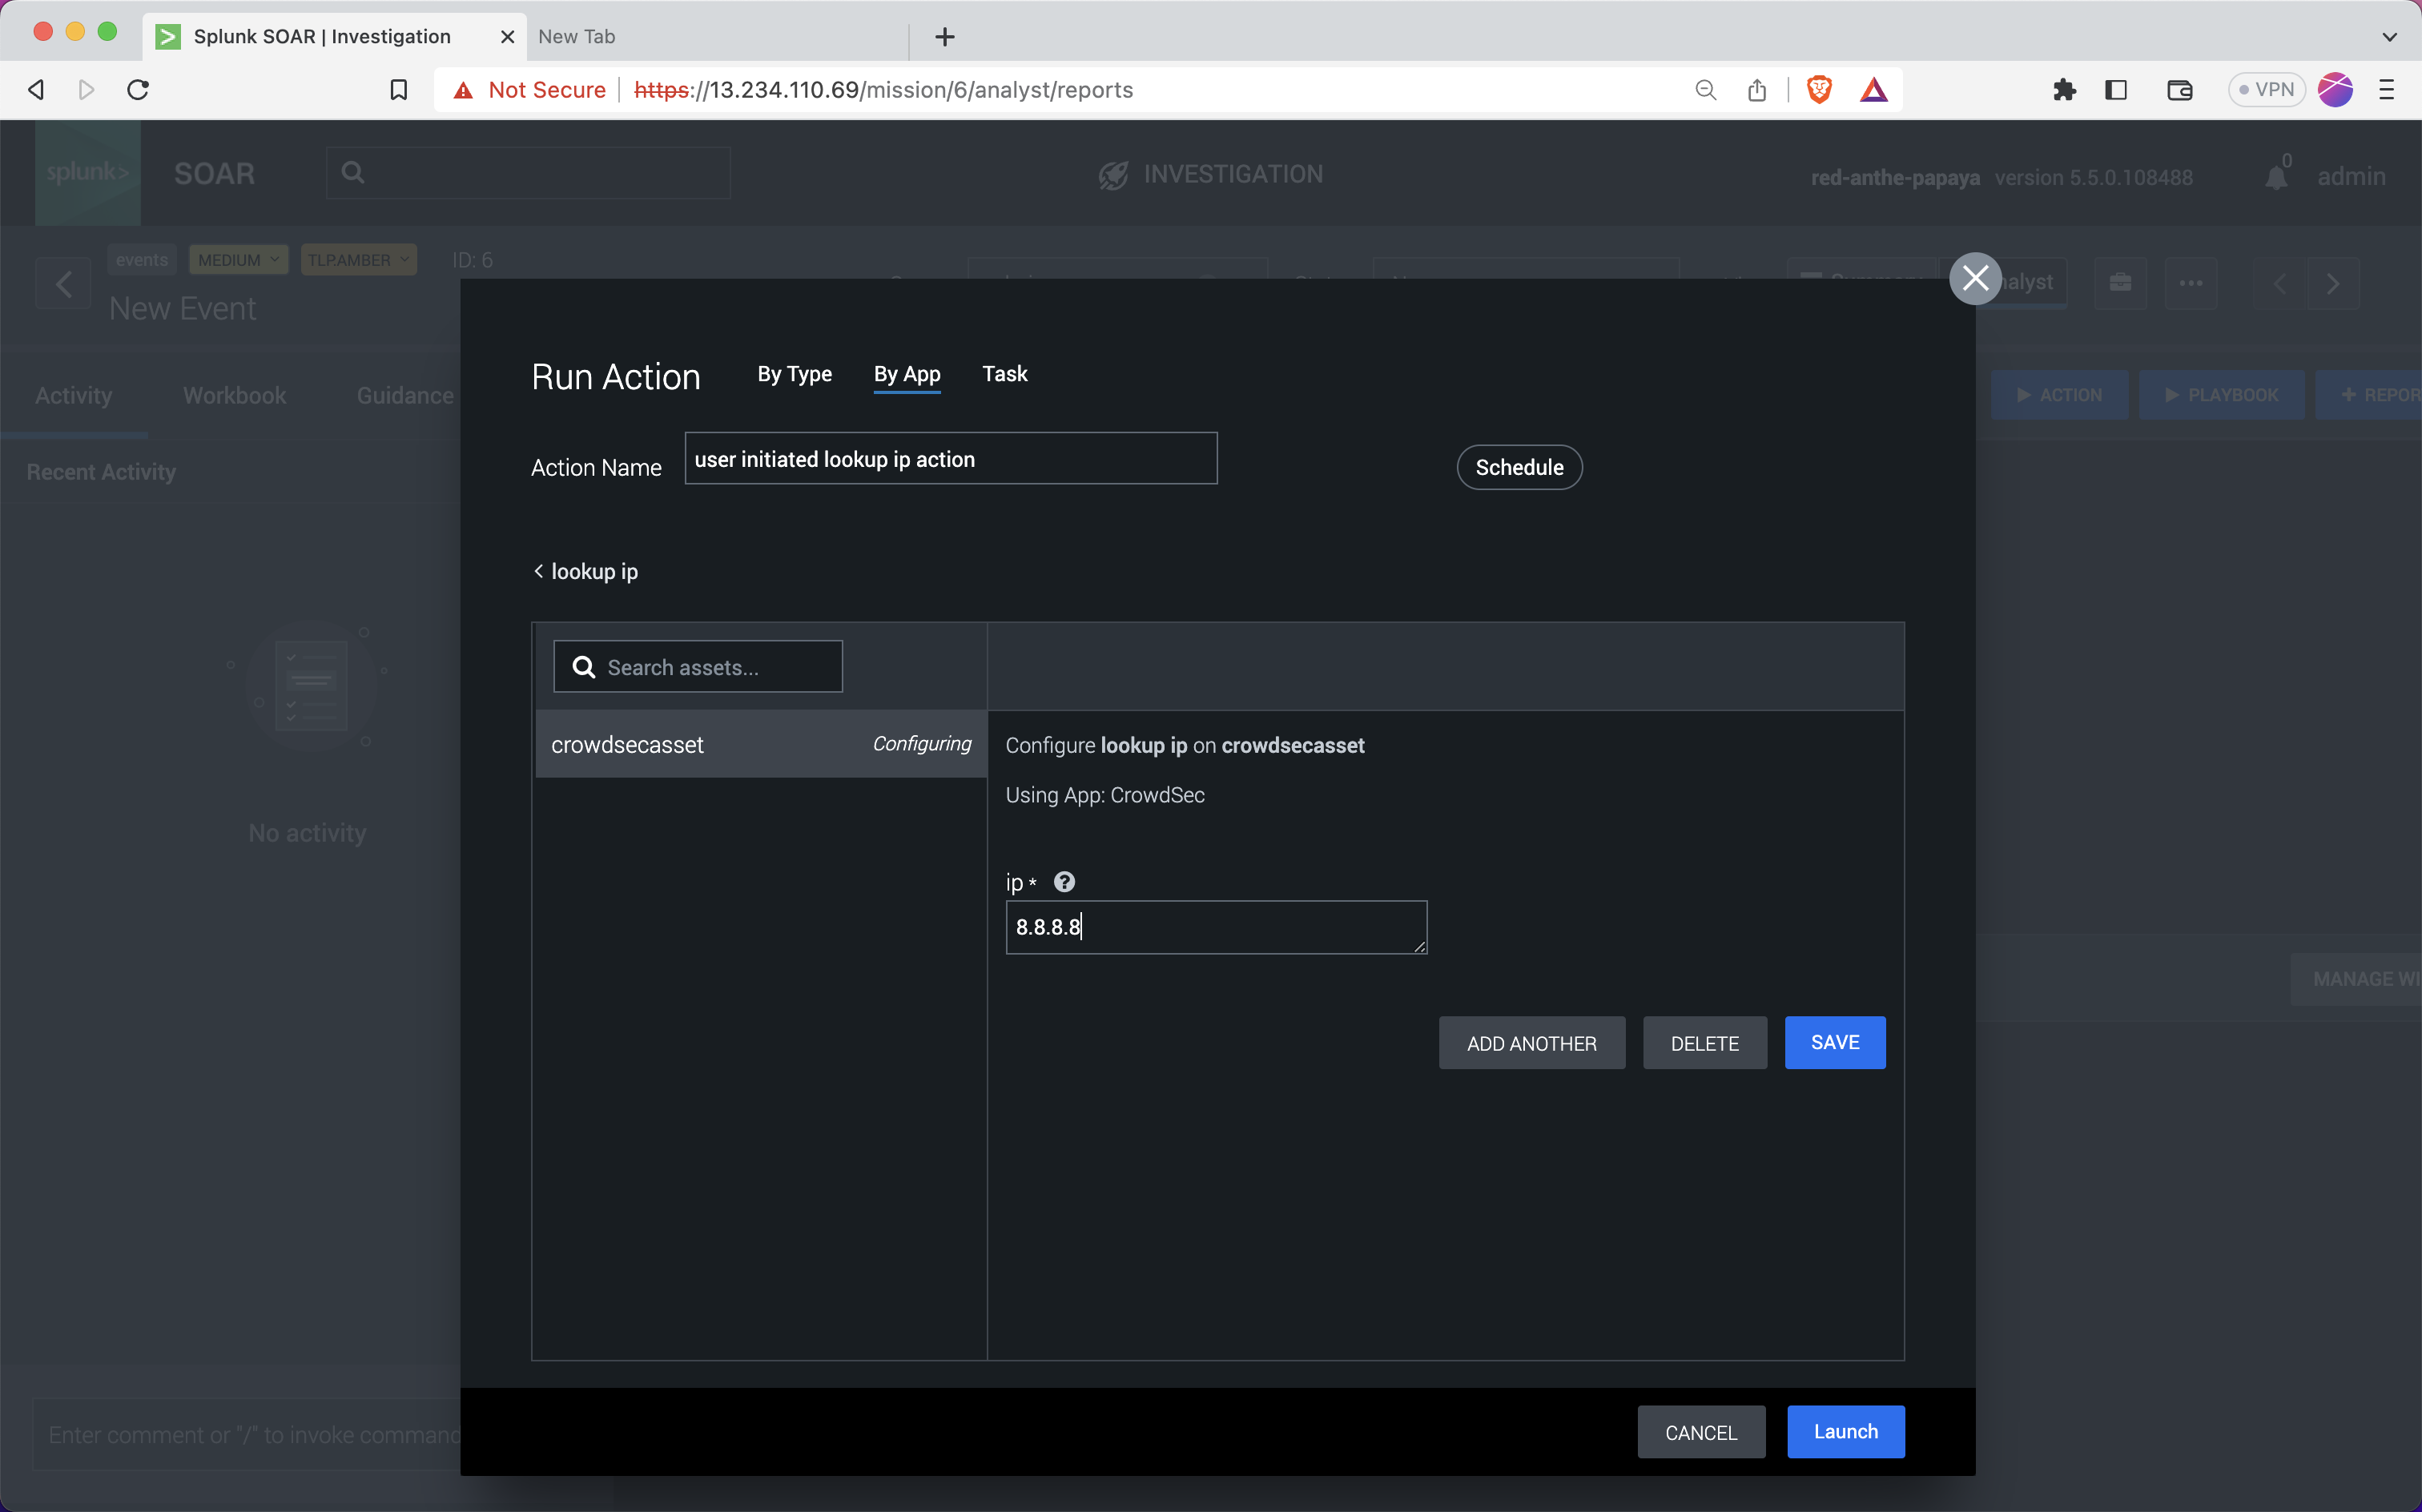 Splunk SOAR | Investigation
New Tab
Not Secure
https://13.234.110.69/mission/6/analyst/reports
VPN
splunk>
SOAR
INVESTIGATION
red-anthe-papaya version 5.5.0.108488
0
admin
events
MEDIUM
TLP:AMBER
ID: 6
New Event
alyst
Activity
Workbook
Guidance
ACTION
PLAYBOOK
REPOR
Recent Activity
No activity
MANAGE WI
Enter comment or "/" to invoke command
Run Action
By Type
By App
Task
Action Name
user initiated lookup ip action
Schedule
lookup ip
Search assets...
crowdsecasset
Configuring
Configure lookup ip on crowdsecasset
Using App: CrowdSec
ip *
8.8.8.8
ADD ANOTHER
DELETE
SAVE
CANCEL
Launch